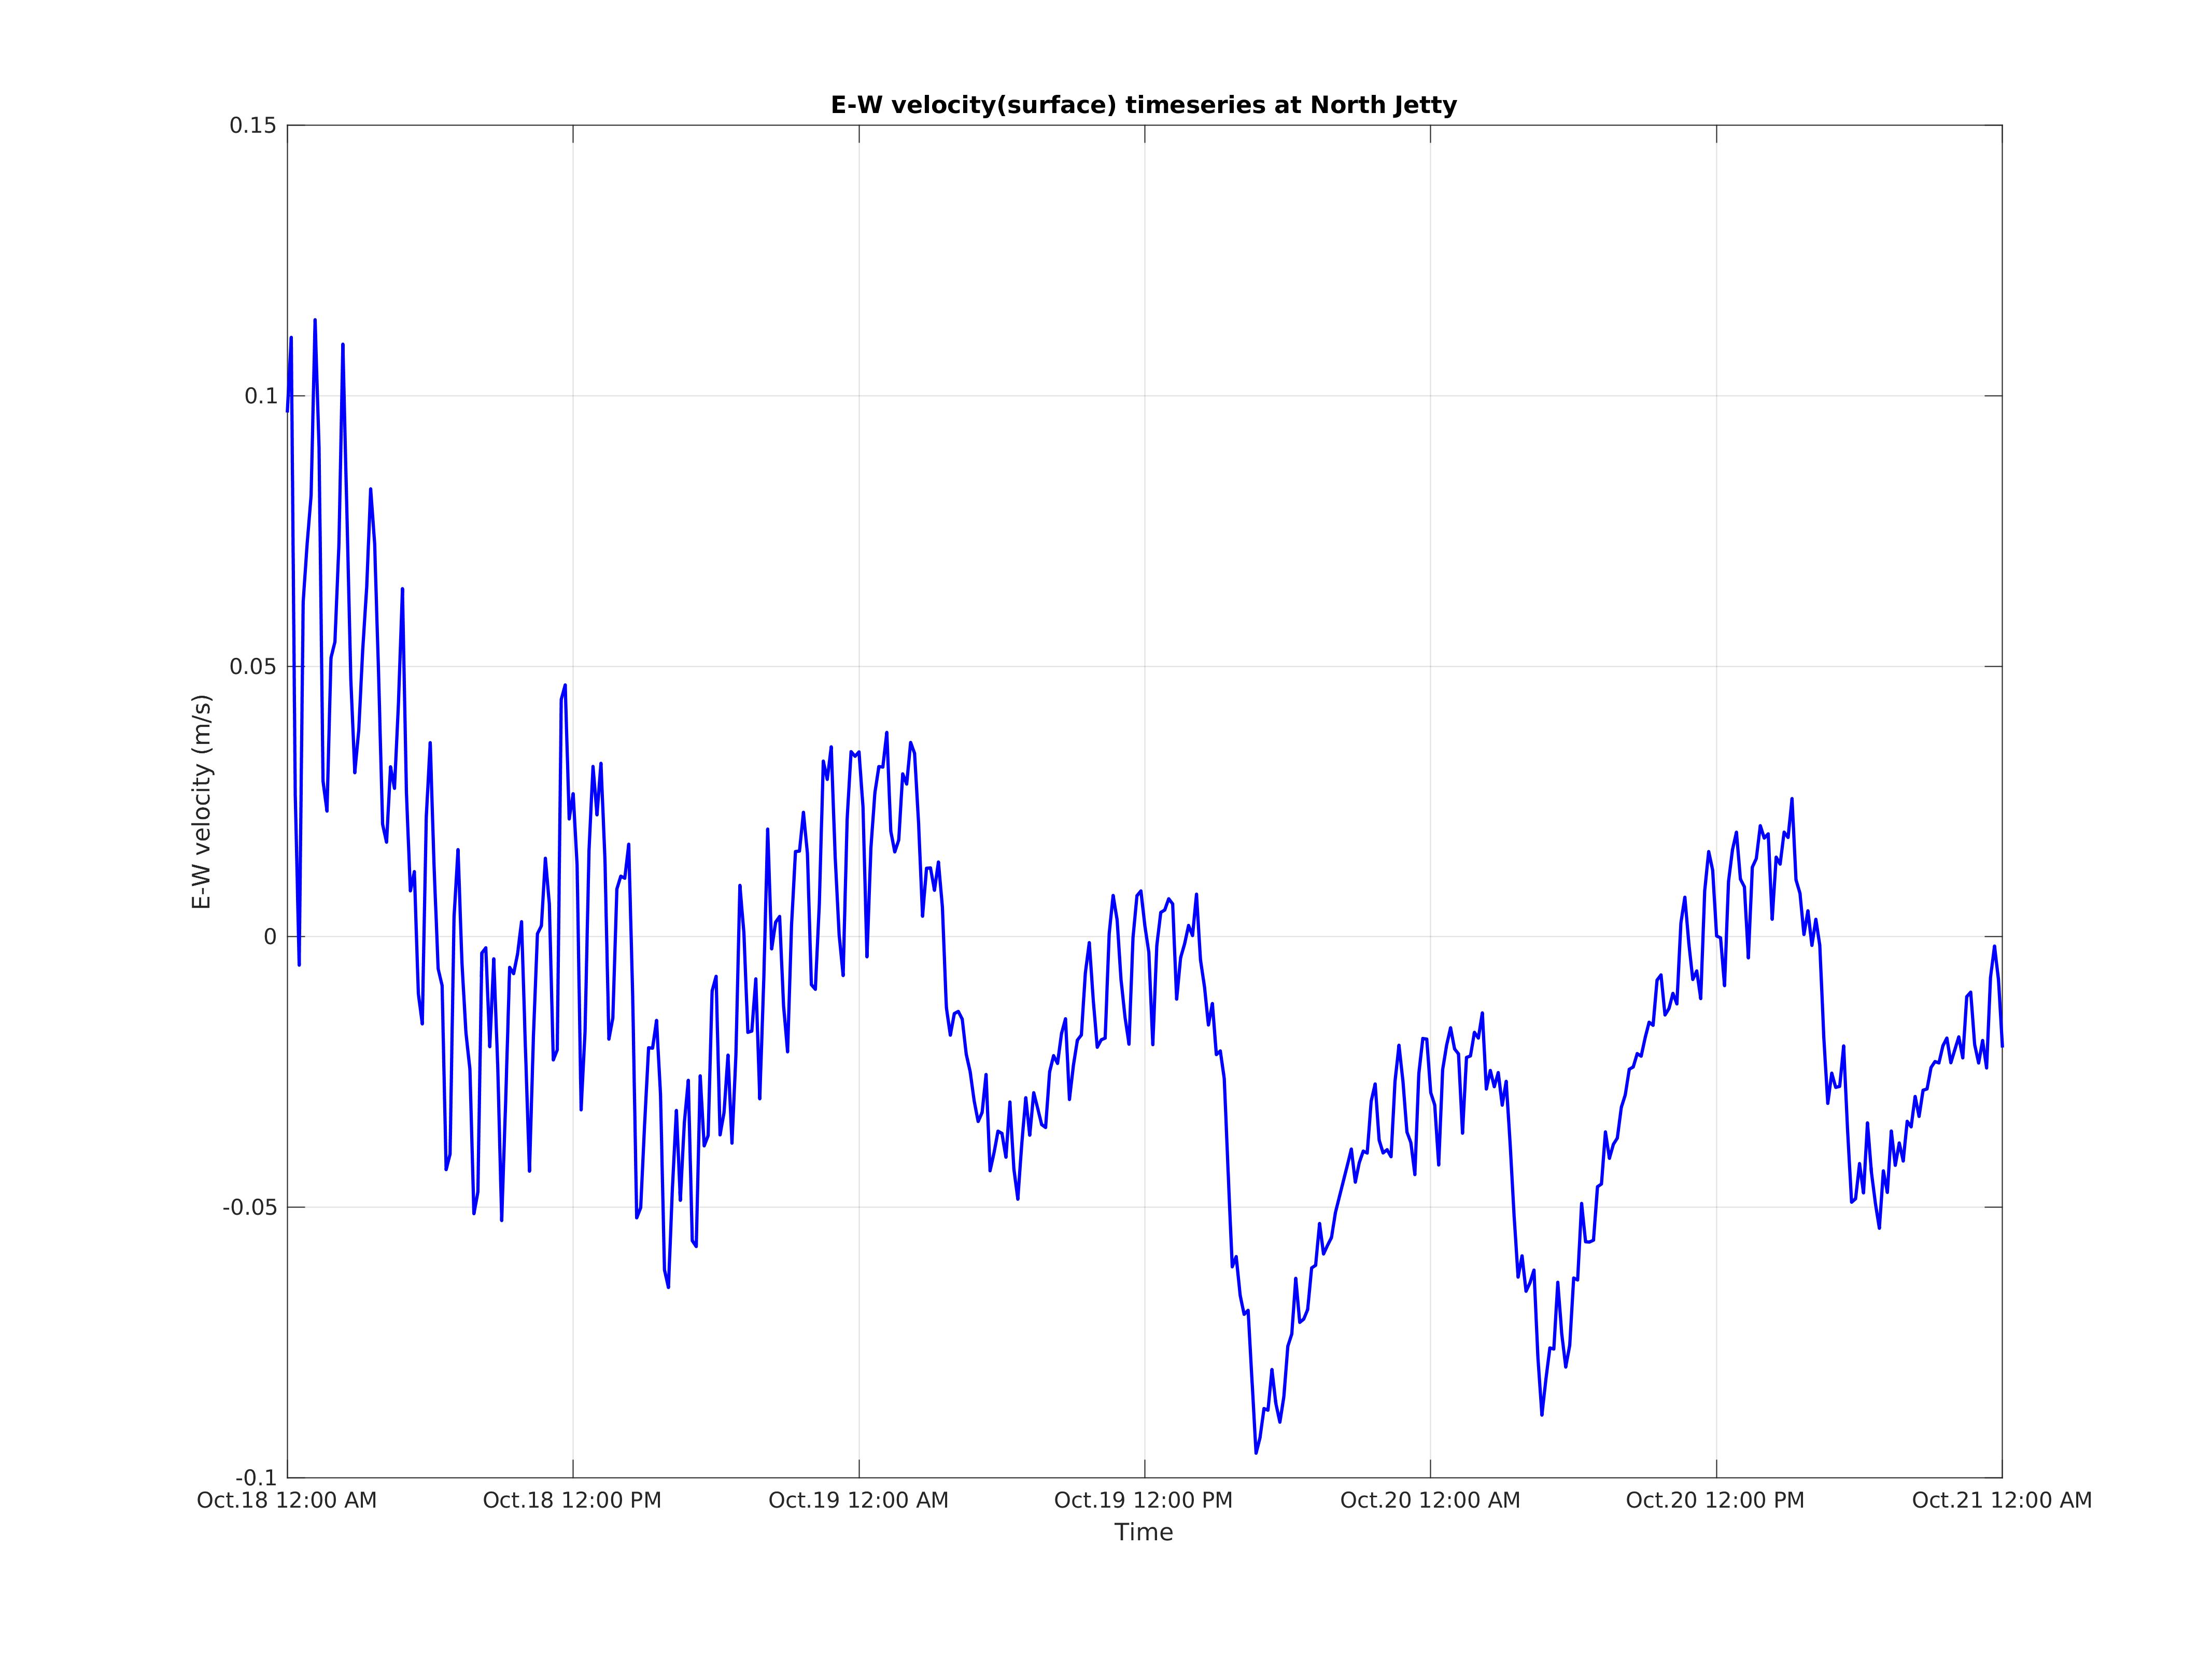 E-W velocity(surface) timeseries at North Jetty
0.15
0.1
0.05
0
-0.05
-0.1
E-W velocity (m/s)
Oct.18 12:00 AM Oct.18 12:00 PM Oct.19 12:00 AM Oct.19 12:00 PM Oct.20 12:00 AM Oct.20 12:00 PM Oct.21 12:00 AM
Time